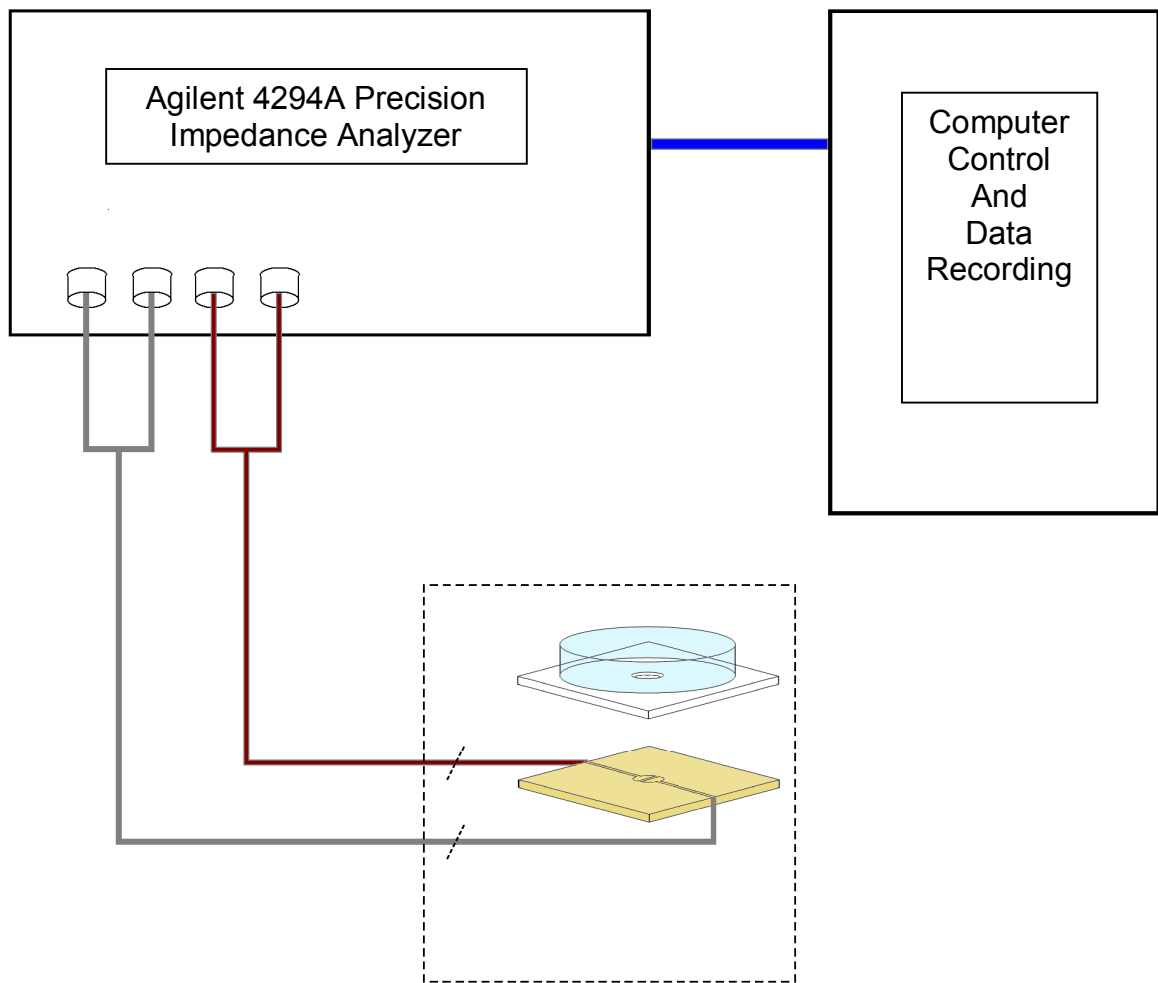 Agilent 4294A Precision
Impedance Analyzer
Computer
Control
And
Data
Recording